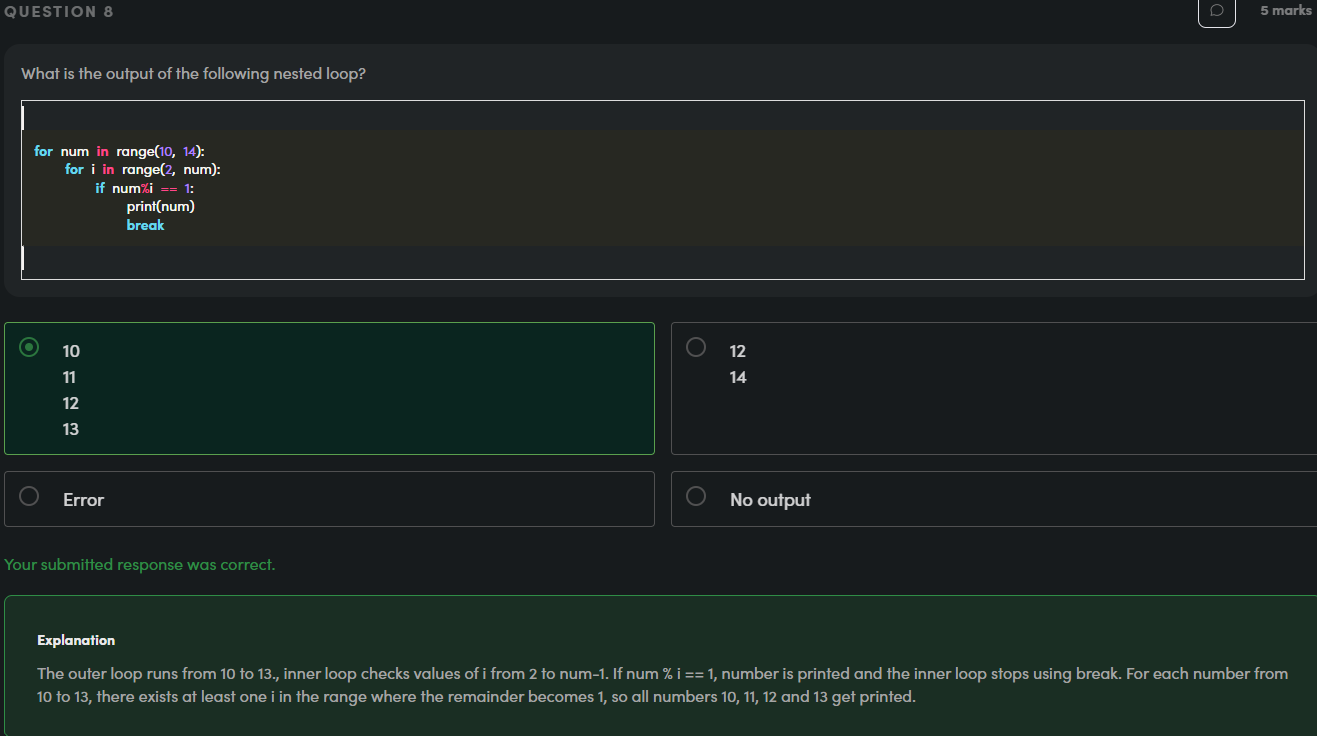 QUESTION 8
5 marks
What is the output of the following nested loop?
for num in range(10, 14):
    for i in range(2, num):
        if num%i == 1:
            print(num)
            break
10
11
12
13
12
14
Error
No output
Your submitted response was correct.
Explanation
The outer loop runs from 10 to 13., inner loop checks values of i from 2 to num-1. If num % i == 1, number is printed and the inner loop stops using break. For each number from
10 to 13, there exists at least one i in the range where the remainder becomes 1, so all numbers 10, 11, 12 and 13 get printed.